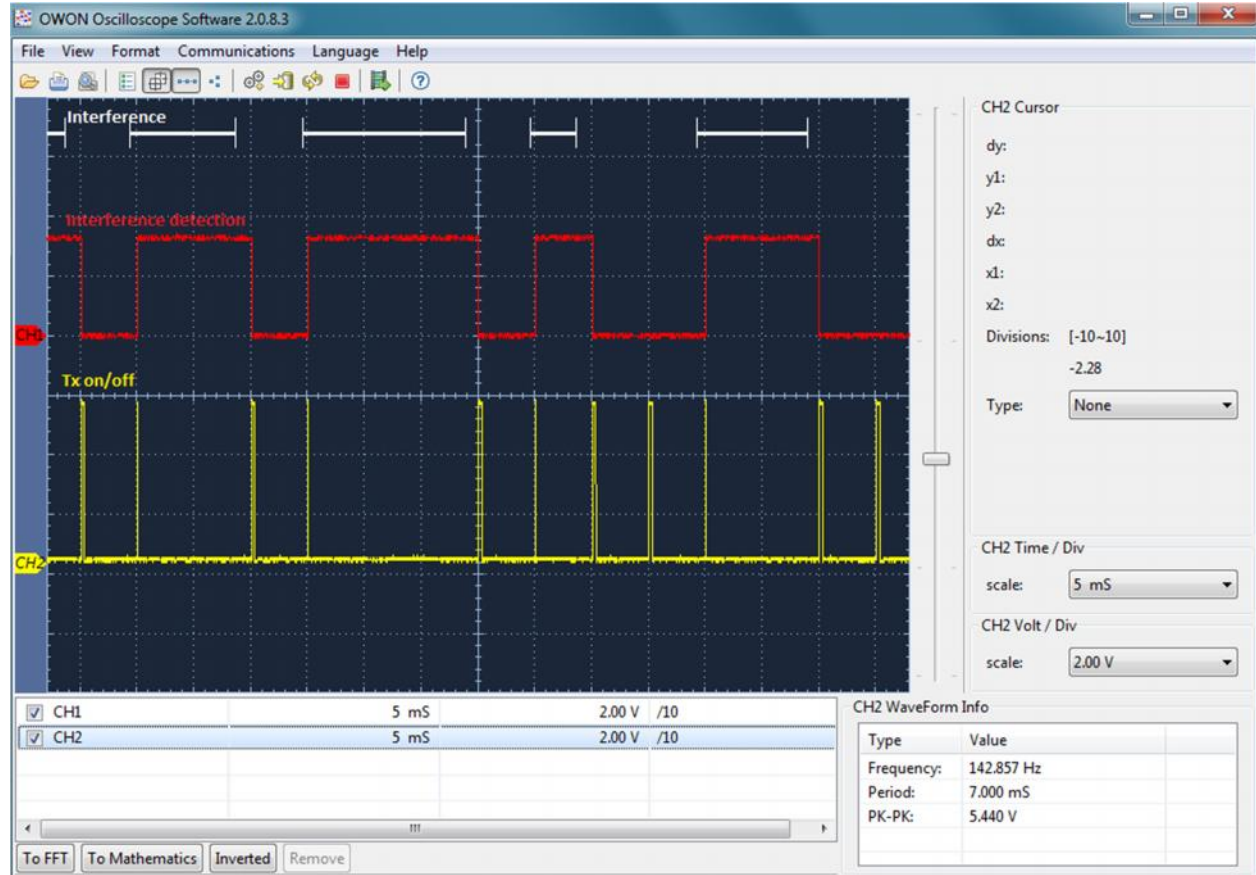 OWON Oscilloscope Software 2.0.8.3
File View Format Communications Language Help
Interference
Interference detection
CH1
Tx on/off
CH2
CH2 Cursor
dy:
y1:
y2:
dx:
x1:
x2:
Divisions: [-10~10]
-2.28
Type: None
CH2 Time / Div
scale: 5 mS
CH2 Volt / Div
scale: 2.00 V
CH1 5 mS 2.00 V /10
CH2 5 mS 2.00 V /10
To FFT To Mathematics Inverted Remove
CH2 WaveForm Info
Type Value
Frequency: 142.857 Hz
Period: 7.000 mS
PK-PK: 5.440 V